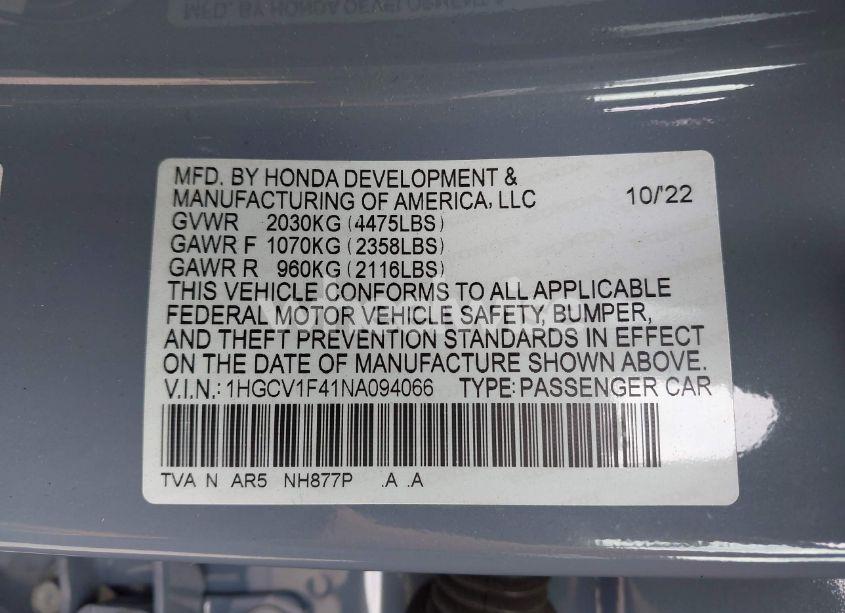 MFD. BY HONDA DEVELOPMENT &
MANUFACTURING OF AMERICA, LLC 10/'22
GVWR 2030KG (4475LBS)
GAWR F 1070KG (2358LBS)
GAWR R 960KG (2116LBS)
THIS VEHICLE CONFORMS TO ALL APPLICABLE
FEDERAL MOTOR VEHICLE SAFETY, BUMPER,
AND THEFT PREVENTION STANDARDS IN EFFECT
ON THE DATE OF MANUFACTURE SHOWN ABOVE.
V.I.N.: 1HGCV1F41NA094066 TYPE: PASSENGER CAR
TVA N AR5 NH877P .A .A